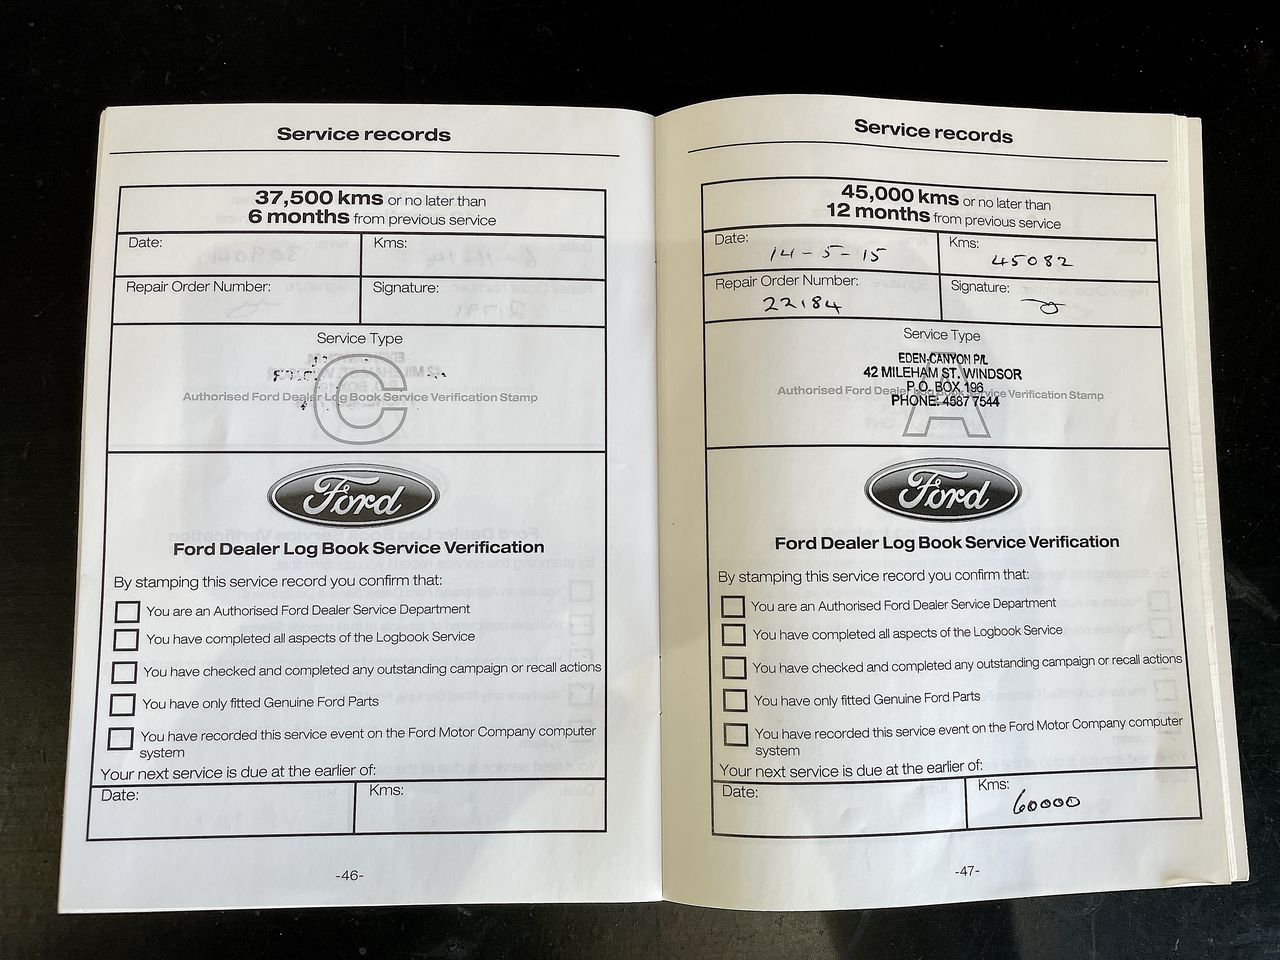 Service records
37,500 kms or no later than
6 months from previous service
Date:
Kms:
Repair Order Number:
Signature:
Service Type
C
Authorised Ford Dealer Log Book Service Verification Stamp
Ford
Ford Dealer Log Book Service Verification
By stamping this service record you confirm that:
You are an Authorised Ford Dealer Service Department
You have completed all aspects of the Logbook Service
You have checked and completed any outstanding campaign or recall actions
You have only fitted Genuine Ford Parts
You have recorded this service event on the Ford Motor Company computer
system
Your next service is due at the earlier of:
Date:
Kms:
-46-
Service records
45,000 kms or no later than
12 months from previous service
Date: 14-5-15
Kms: 45082
Repair Order Number: 22184
Signature:
Service Type
A
EDEN-CANYON P/L
42 MILEHAM ST. WINDSOR
P.O. BOX 196
Authorised Ford Dealer Log Book Service Verification Stamp
PHONE: 4587 7544
Ford
Ford Dealer Log Book Service Verification
By stamping this service record you confirm that:
You are an Authorised Ford Dealer Service Department
You have completed all aspects of the Logbook Service
You have checked and completed any outstanding campaign or recall actions
You have only fitted Genuine Ford Parts
You have recorded this service event on the Ford Motor Company computer
system
Your next service is due at the earlier of:
Date:
Kms: 60000
-47-